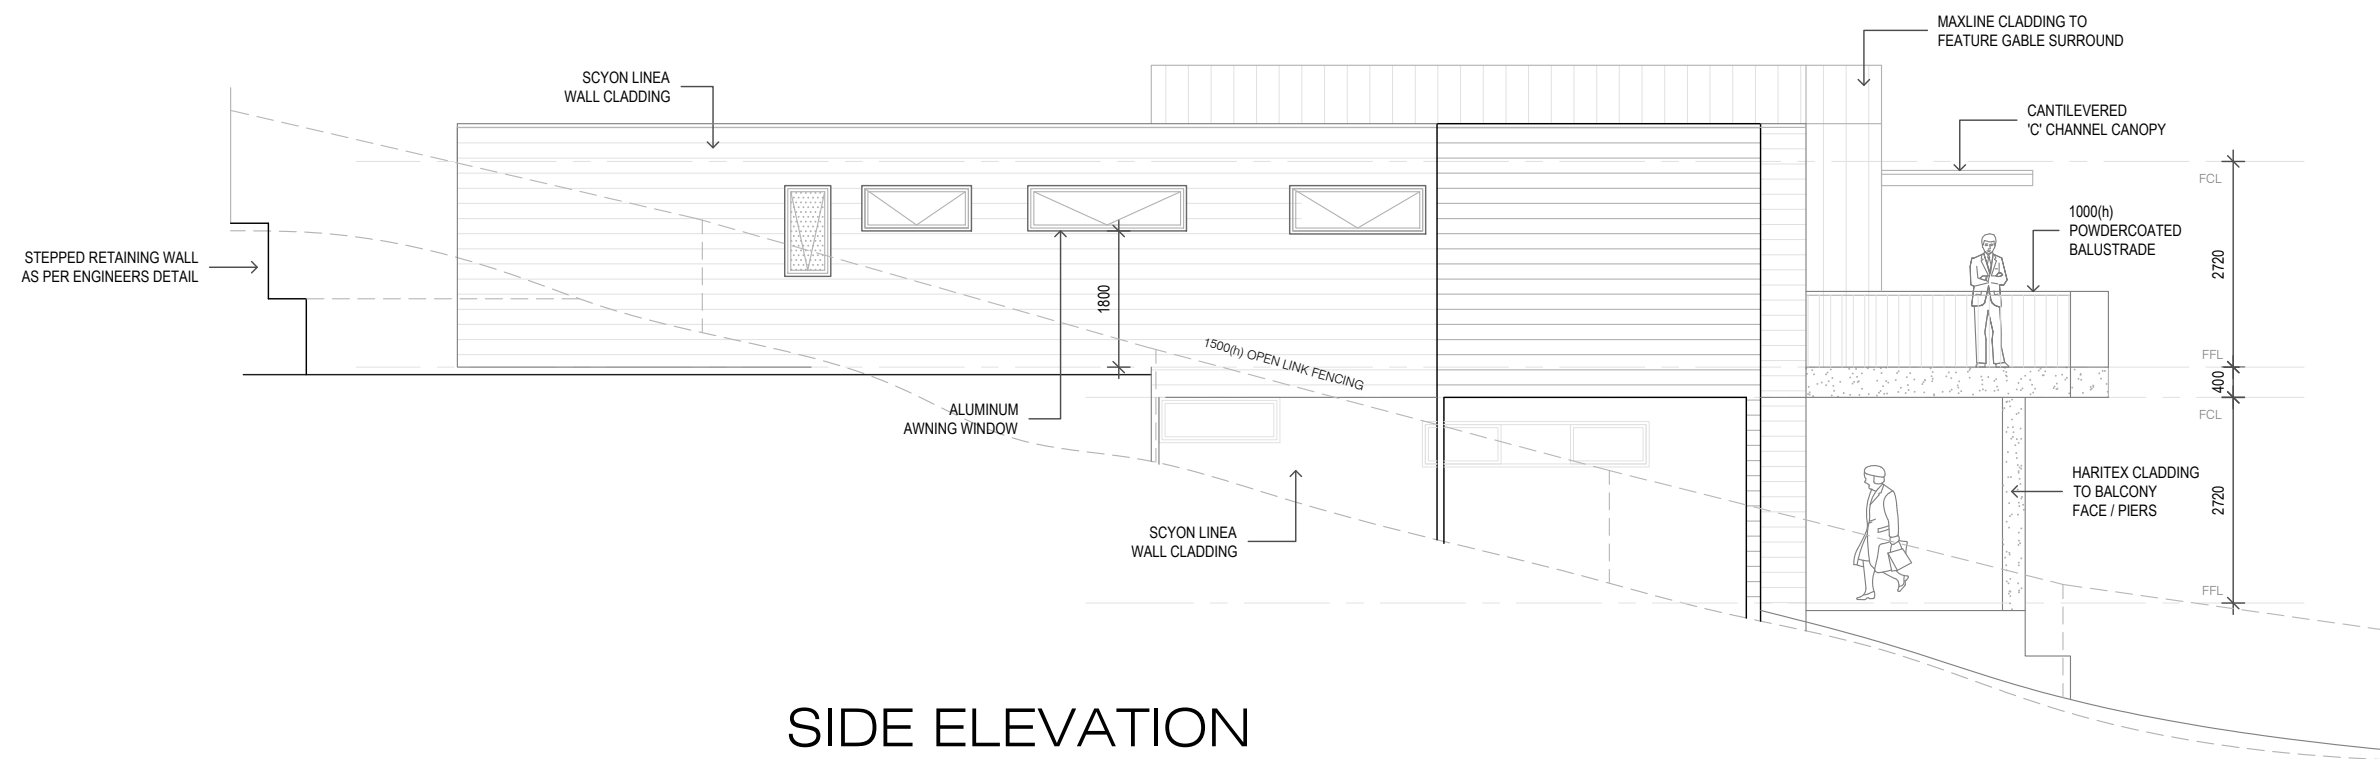 MAXLINE CLADDING TO
FEATURE GABLE SURROUND
SCYON LINEA
WALL CLADDING
CANTILEVERED
'C' CHANNEL CANOPY
FCL
1000(h)
POWDERCOATED
BALUSTRADE
STEPPED RETAINING WALL
AS PER ENGINEERS DETAIL
2720
1800
1500(h) OPEN LINK FENCING
FFL
400
ALUMINUM
AWNING WINDOW
FCL
HARITEX CLADDING
TO BALCONY
FACE / PIERS
2720
SCYON LINEA
WALL CLADDING
FFL
SIDE ELEVATION